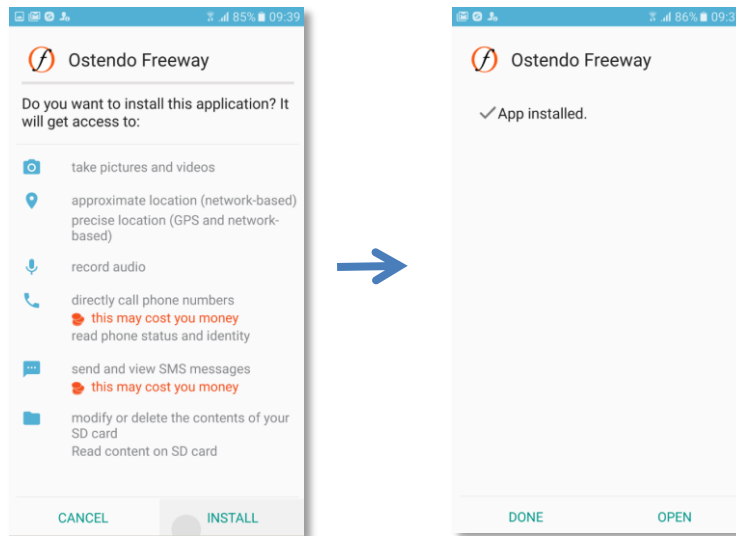 85% 09:39
Ostendo Freeway
Do you want to install this application? It
will get access to:
take pictures and videos
approximate location (network-based)
precise location (GPS and network-
based)
record audio
directly call phone numbers
this may cost you money
read phone status and identity
send and view SMS messages
this may cost you money
modify or delete the contents of your
SD card
Read content on SD card
CANCEL INSTALL
86% 09:3
Ostendo Freeway
App installed.
DONE OPEN